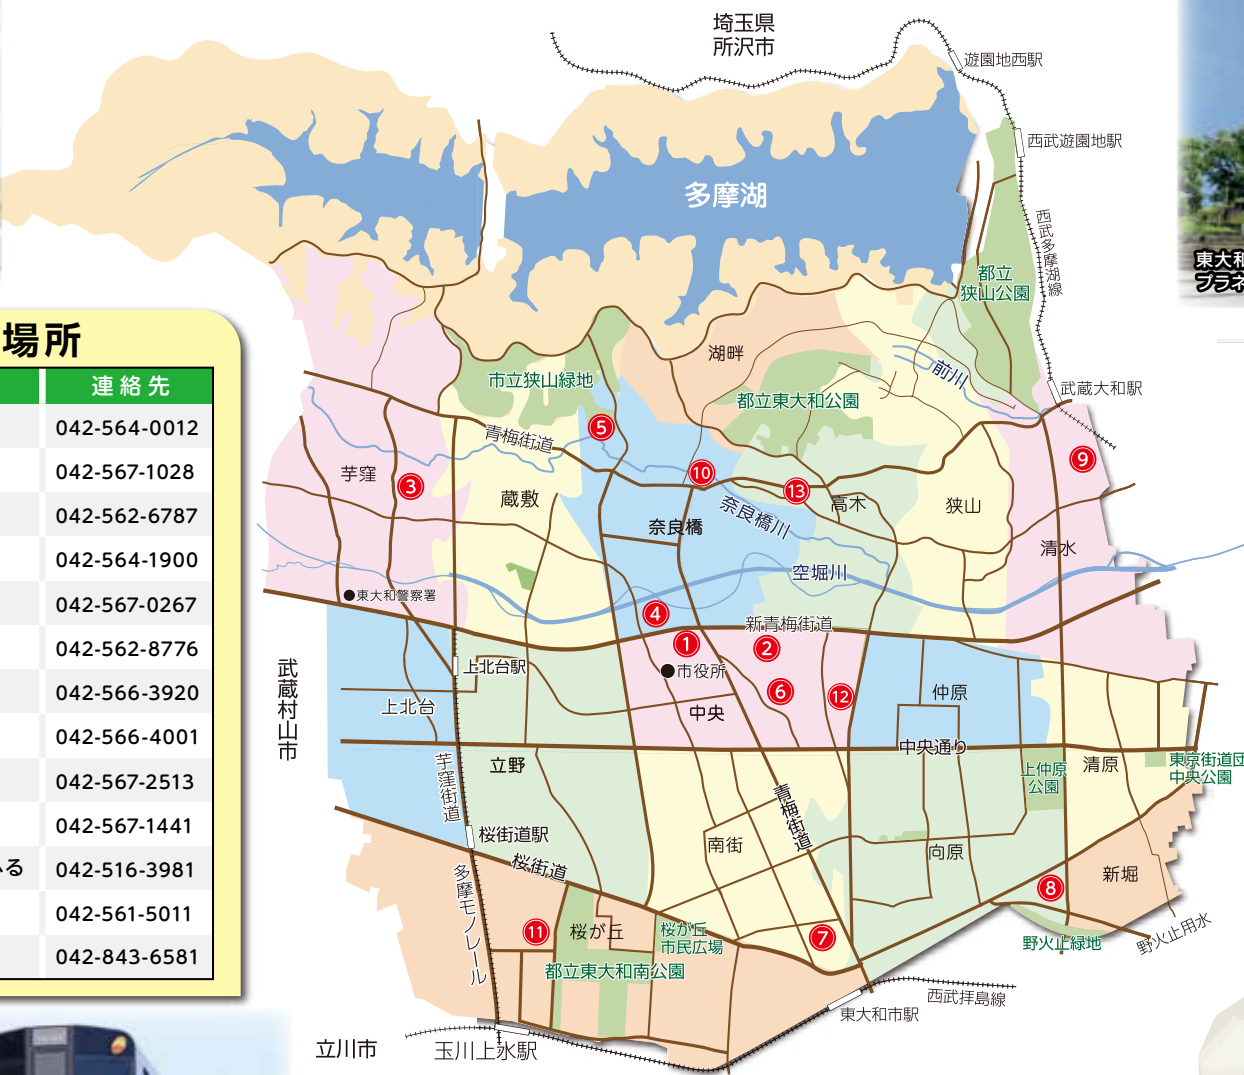 埼玉県
所沢市
遊園地西駅
西武遊園地駅
西武多摩湖線
多摩湖
都立
狭山公園
東大和
プラネ
場所
連絡先
042-564-0012
042-567-1028
042-562-6787
042-564-1900
042-567-0267
042-562-8776
042-566-3920
042-566-4001
042-567-2513
042-567-1441
042-516-3981
042-561-5011
042-843-6581
湖畔
前川
市立狭山緑地
都立東大和公園
武蔵大和駅
5
青梅街道
10
9
芋窪
3
蔵敷
13
高木
狭山
奈良橋
奈良橋川
清水
空堀川
東大和警察署
4
新青梅街道
1
2
武蔵村山市
上北台駅
市役所
6
12
仲原
上北台
中央
中央通り
芋窪街道
立野
上仲原
公園
清原
東京街道団
中央公園
青梅街道
桜街道駅
南街
向原
桜街道
多摩モノレール
新堀
8
11
桜が丘
桜が丘
市民広場
7
野火止緑地
野火止用水
都立東大和南公園
西武拝島線
東大和市駅
立川市
玉川上水駅